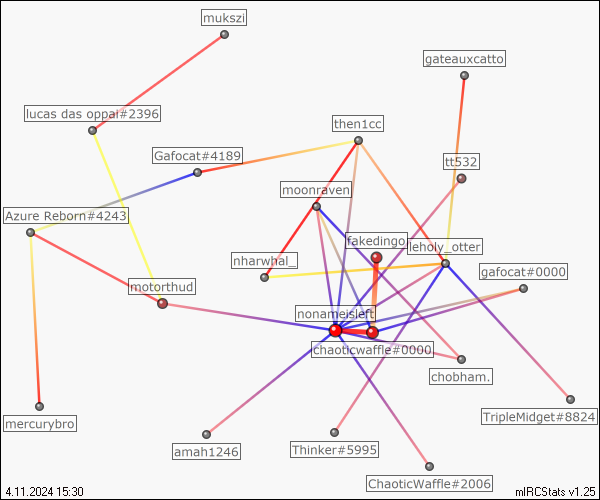 mukszi
gateauxcatto
lucas das oppai#2396
then1cc
Gafocat#4189
tt532
moonraven
Azure Reborn#4243
fakedingo
leholy_otter
nharwhal_
gafocat#0000
motorthud
nonameisleft
chaoticwaffle#0000
chobham.
mercurybro
TripleMidget#8824
amah1246
Thinker#5995
ChaoticWaffle#2006
4.11.2024 15:30
mIRCStats v1.25